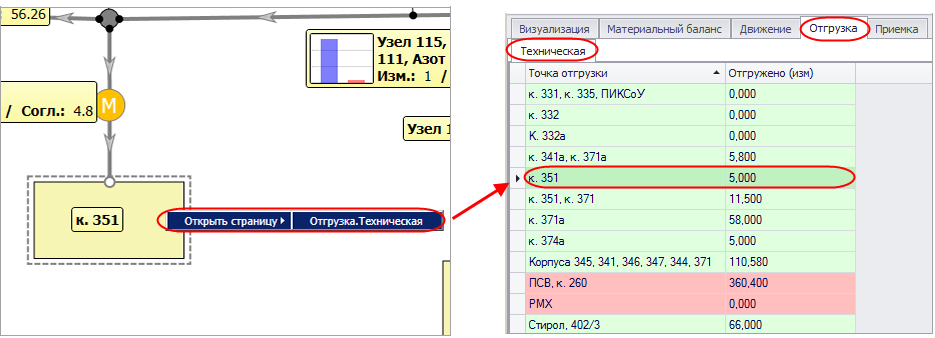 56.26
Узел 115,
111, Азот
Изм.: 1 /
/ Согл.: 4.8
М
Узел 1
к. 351
Открыть страницу
Отгрузка.Техническая
Визуализация
Материальный баланс
Движение
Отгрузка
Приемка
Техническая
Точка отгрузки Отгружено (изм)
к. 331, к. 335, ПИКСоУ 0,000
к. 332 0,000
К. 332а 0,000
к. 341а, к. 371а 5,800
к. 351 5,000
к. 351, к. 371 11,500
к. 371а 58,000
к. 374а 5,000
Корпуса 345, 341, 346, 347, 344, 371 110,580
ПСВ, к. 260 360,400
РМХ 0,000
Стирол, 402/3 66,000